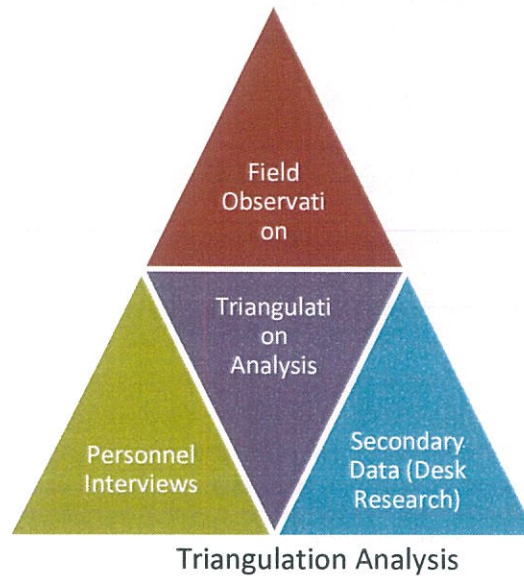 Field
Observati
on
Triangulati
on
Analysis
Personnel
Interviews
Secondary
Data (Desk
Research)
Triangulation Analysis